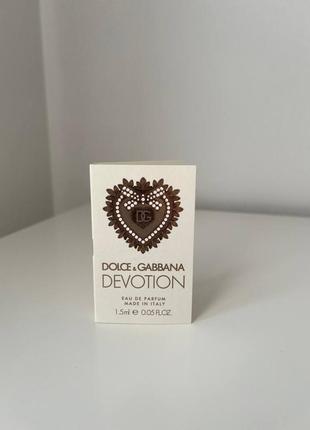 DG
DOLCE & GABBANA
DEVOTION
EAU DE PARFUM
MADE IN ITALY
1.5ml ℮ 0.05 FL.OZ.